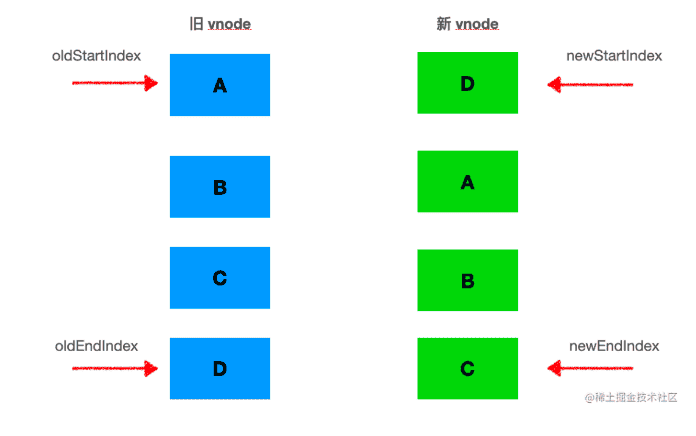 旧 vnode
新 vnode
oldStartIndex
newStartIndex
A
D
B
A
C
B
oldEndIndex
newEndIndex
D
C
@稀土掘金技术社区